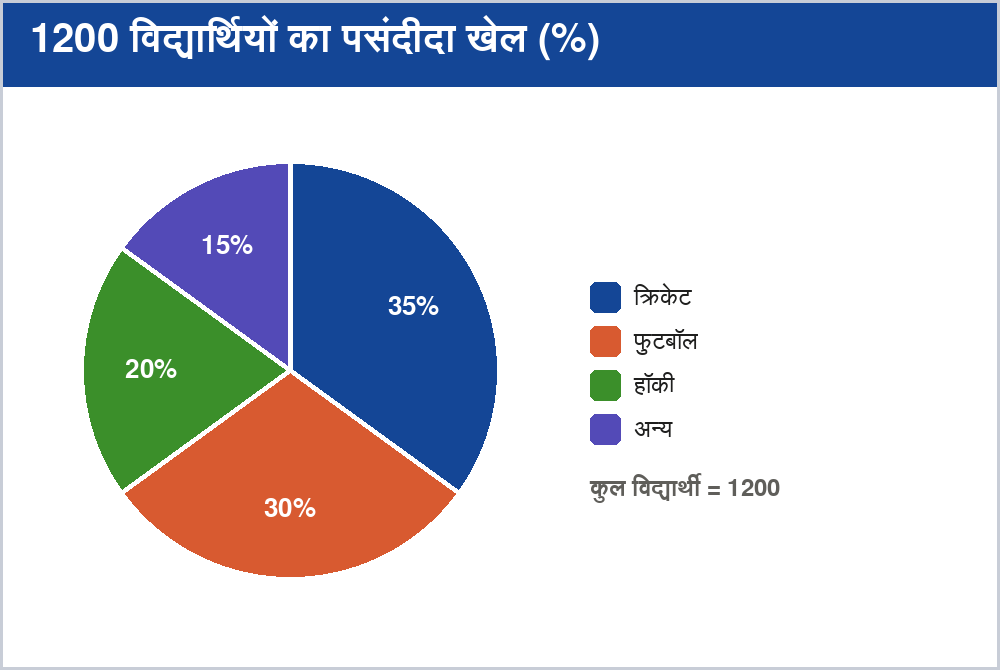 1200 विद्यार्थियों का पसंदीदा खेल (%)
15%
35%
20%
30%
क्रिकेट
फुटबॉल
हॉकी
अन्य
कुल विद्यार्थी = 1200